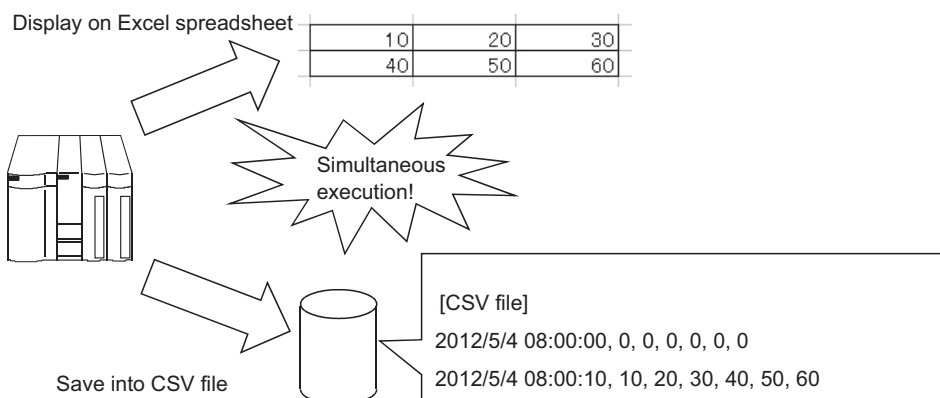 Display on Excel spreadsheet
10 20 30
40 50 60
Simultaneous
execution!
[CSV file]
2012/5/4 08:00:00, 0, 0, 0, 0, 0, 0
2012/5/4 08:00:10, 10, 20, 30, 40, 50, 60
Save into CSV file